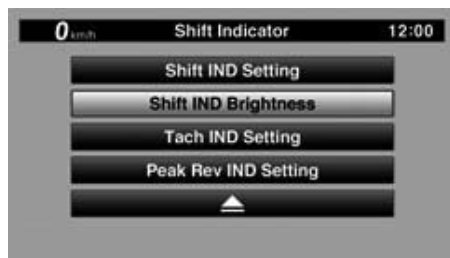 0 km/h Shift Indicator 12:00
Shift IND Setting
Shift IND Brightness
Tach IND Setting
Peak Rev IND Setting